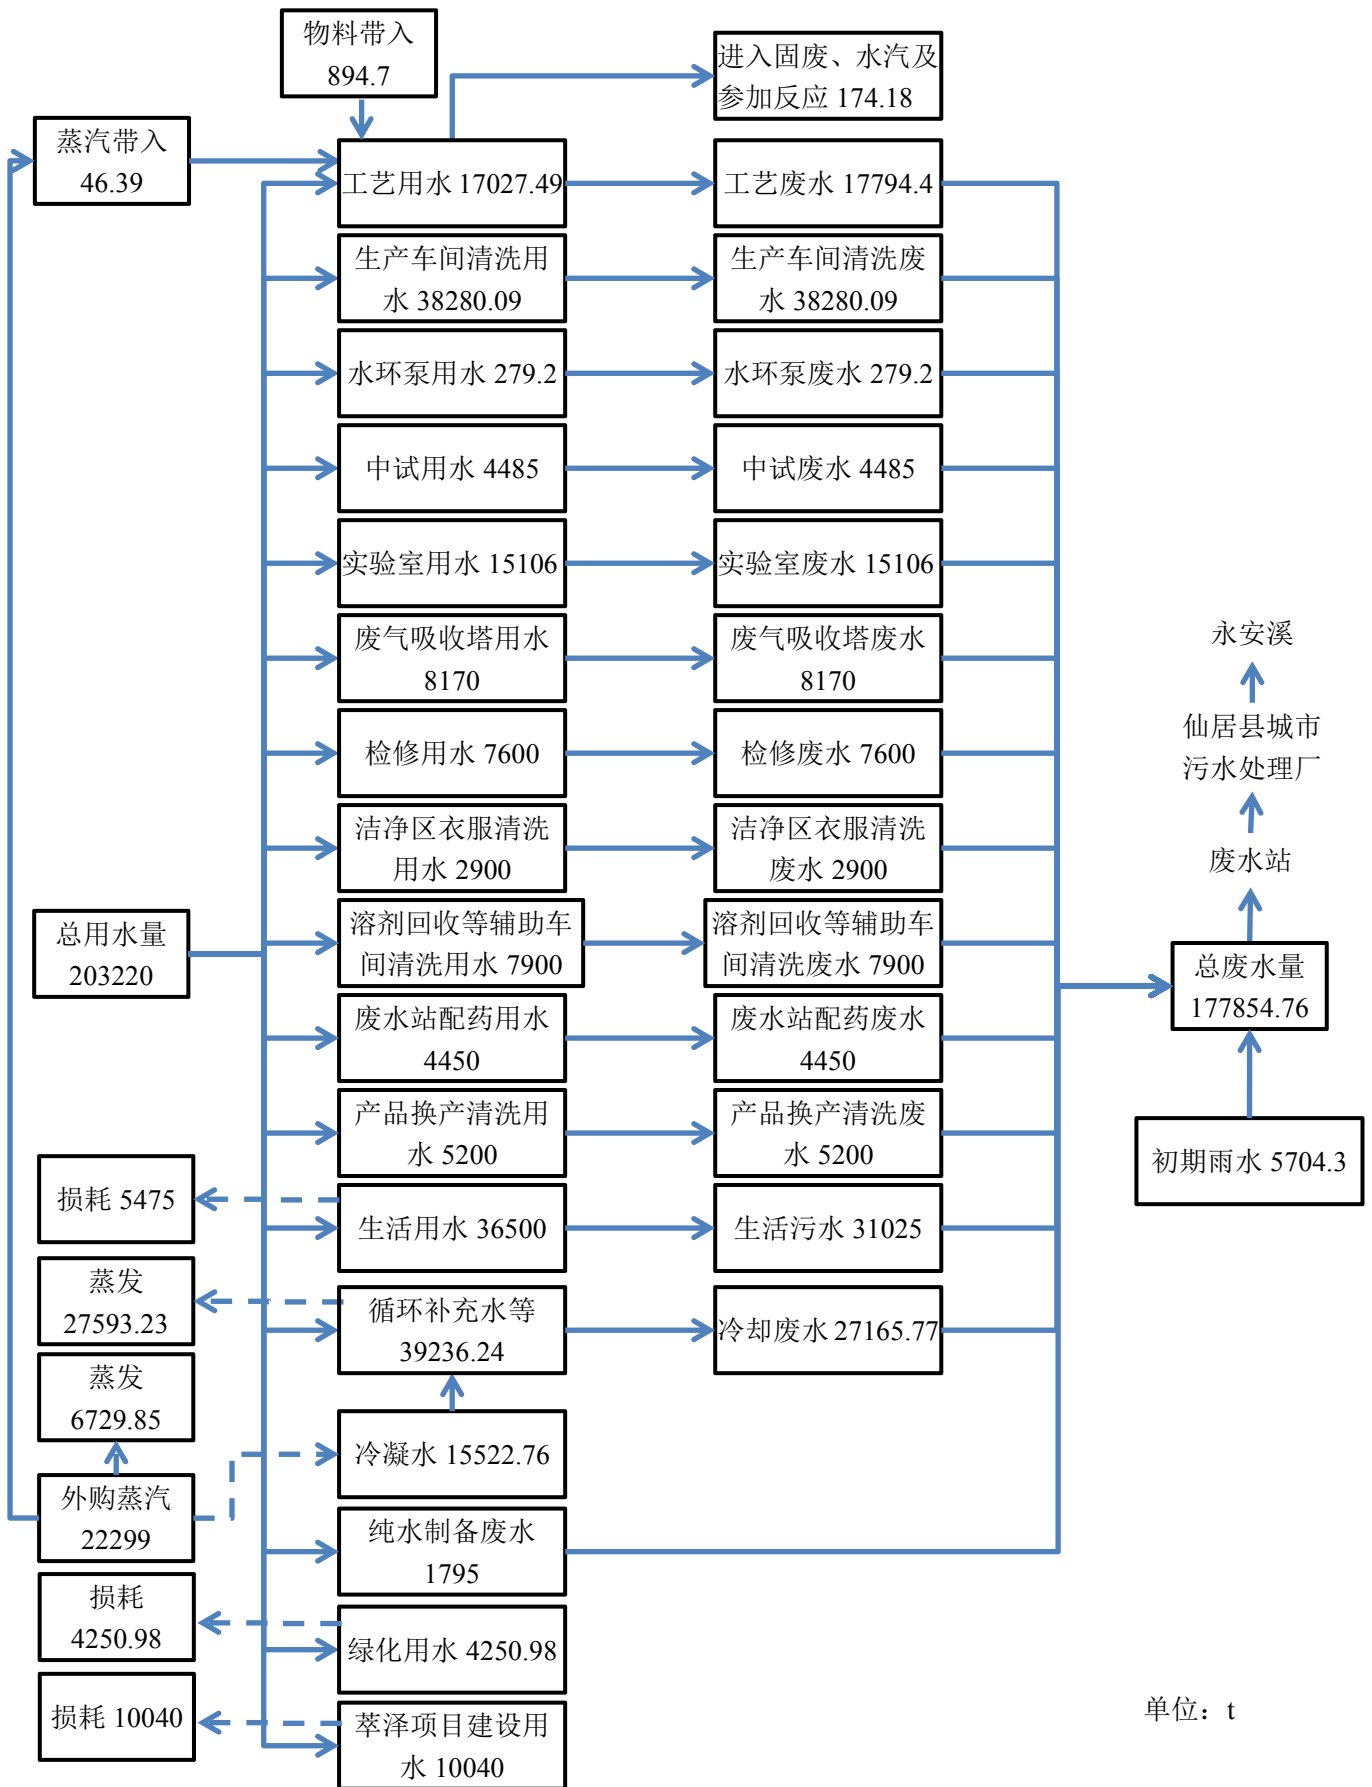 物料带入
894.7
进入固废、水汽及
参加反应 174.18
蒸汽带入
46.39
工艺用水 17027.49
工艺废水 17794.4
生产车间清洗用
水 38280.09
生产车间清洗废
水 38280.09
水环泵用水 279.2
水环泵废水 279.2
中试用水 4485
中试废水 4485
实验室用水 15106
实验室废水 15106
废气吸收塔用水
8170
废气吸收塔废水
8170
检修用水 7600
检修废水 7600
洁净区衣服清洗
用水 2900
洁净区衣服清洗
废水 2900
总用水量
203220
溶剂回收等辅助车
间清洗用水 7900
溶剂回收等辅助车
间清洗废水 7900
废水站配药用水
4450
废水站配药废水
4450
产品换产清洗用
水 5200
产品换产清洗废
水 5200
损耗 5475
生活用水 36500
生活污水 31025
蒸发
27593.23
循环补充水等
39236.24
冷却废水 27165.77
蒸发
6729.85
冷凝水 15522.76
外购蒸汽
22299
纯水制备废水
1795
损耗
4250.98
绿化用水 4250.98
损耗 10040
萃泽项目建设用
水 10040
永安溪
仙居县城市
污水处理厂
废水站
总废水量
177854.76
初期雨水 5704.3
单位：t